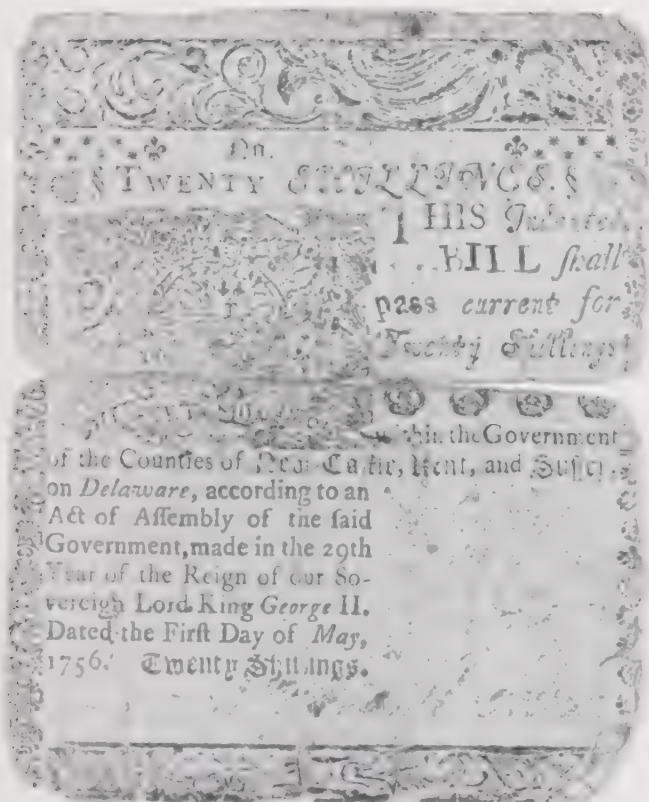 No.
§ TWENTY SHILLINGS. §
THIS Indented
BILL ſhall
paſs current for
Twenty Shillings
within the Government
of the Counties of New-Caſtle, Kent, and Suſſex
on Delaware, according to an
Act of Aſſembly of the ſaid
Government, made in the 29th
Year of the Reign of our So-
vereign Lord King George II.
Dated the Firſt Day of May,
1756. Twenty Shillings.